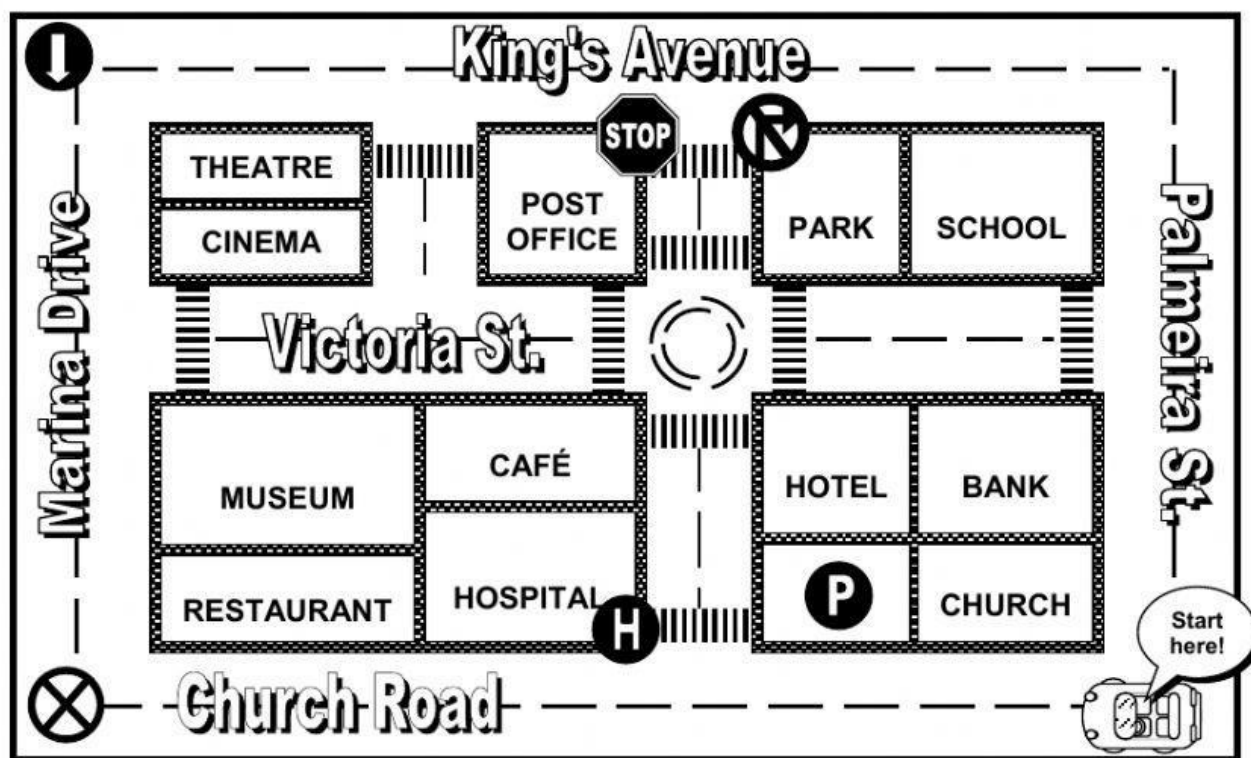 King's Avenue
STOP
THEATRE
POST
OFFICE
PARK
SCHOOL
CINEMA
Marina Drive
Palmeira St.
Victoria St.
MUSEUM
CAFÉ
HOTEL
BANK
RESTAURANT
HOSPITAL
H
P
CHURCH
Start
here!
Church Road